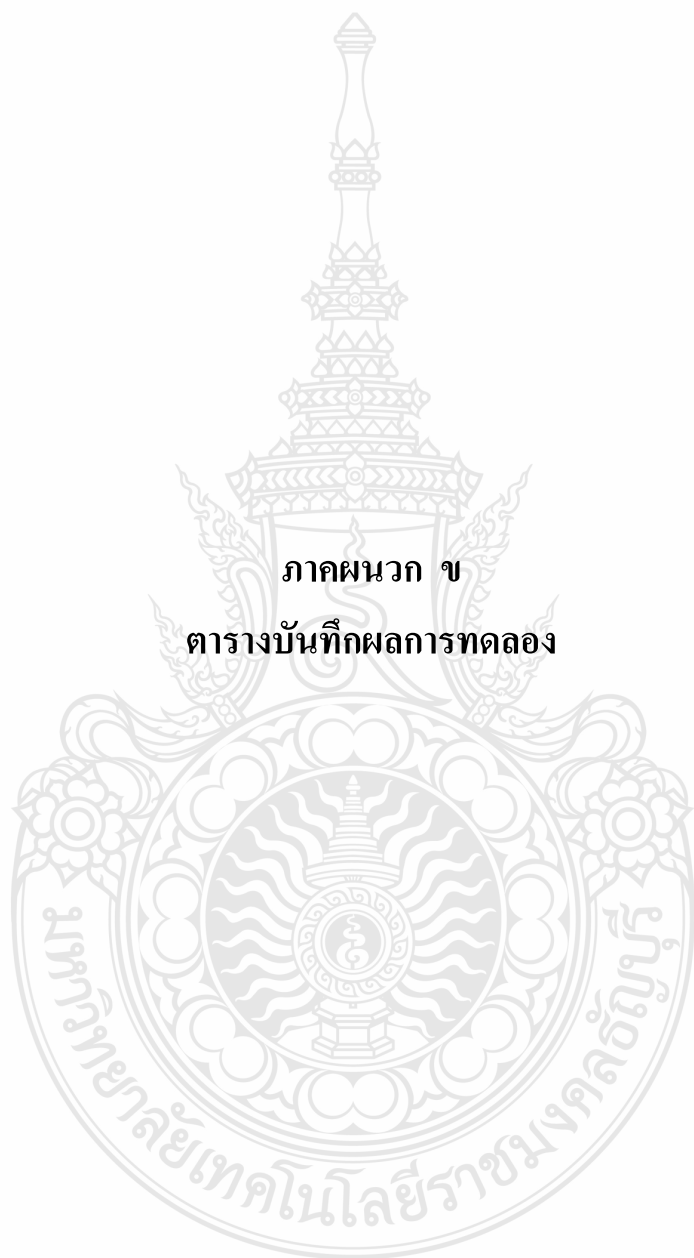 ภาคผนวก ข
ตารางบันทึกผลการทดลอง
มหาวิทยาลัยเทคโนโลยีราชมงคลธัญบุรี